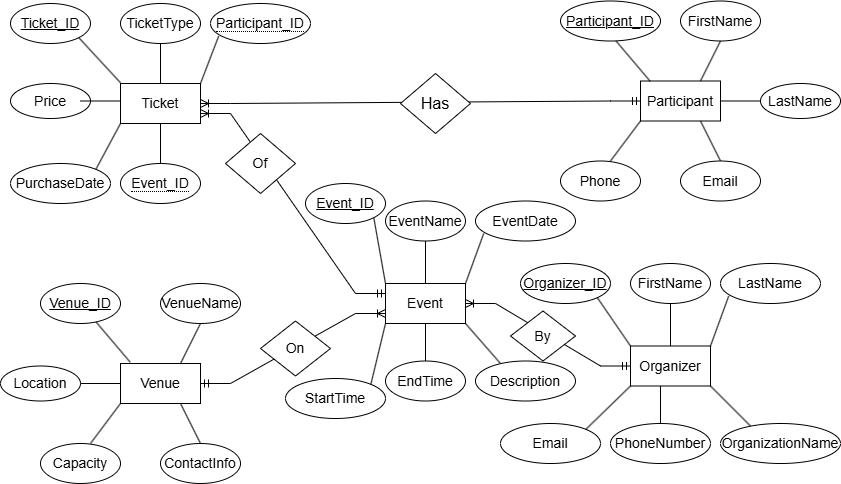 Ticket_ID
TicketType
Participant_ID
Participant_ID
FirstName
Price
Ticket
Has
Participant
LastName
PurchaseDate
Event_ID
Of
Phone
Email
Event_ID
EventName
EventDate
Venue_ID
VenueName
Organizer_ID
FirstName
LastName
Event
On
By
Location
Venue
StartTime
EndTime
Description
Organizer
Capacity
ContactInfo
Email
PhoneNumber
OrganizationName